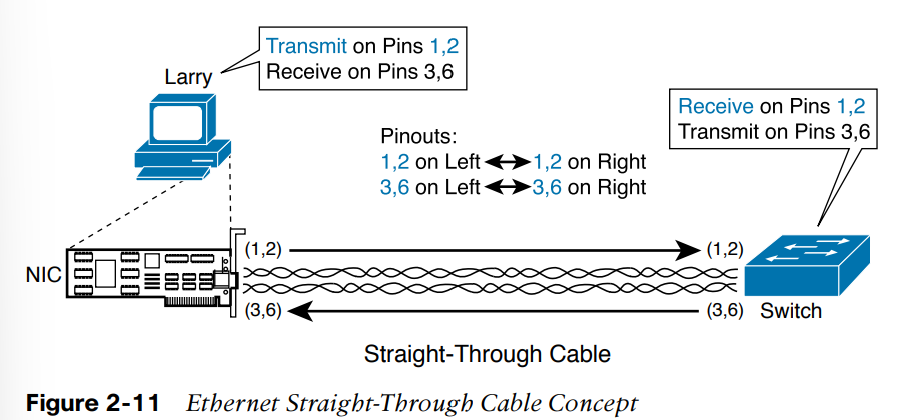 Transmit on Pins 1,2
Receive on Pins 3,6
Larry
Receive on Pins 1,2
Transmit on Pins 3,6
Pinouts:
1,2 on Left 1,2 on Right
3,6 on Left 3,6 on Right
(1,2) (1,2)
NIC
(3,6) (3,6) Switch
Straight-Through Cable
Figure 2-11 Ethernet Straight-Through Cable Concept